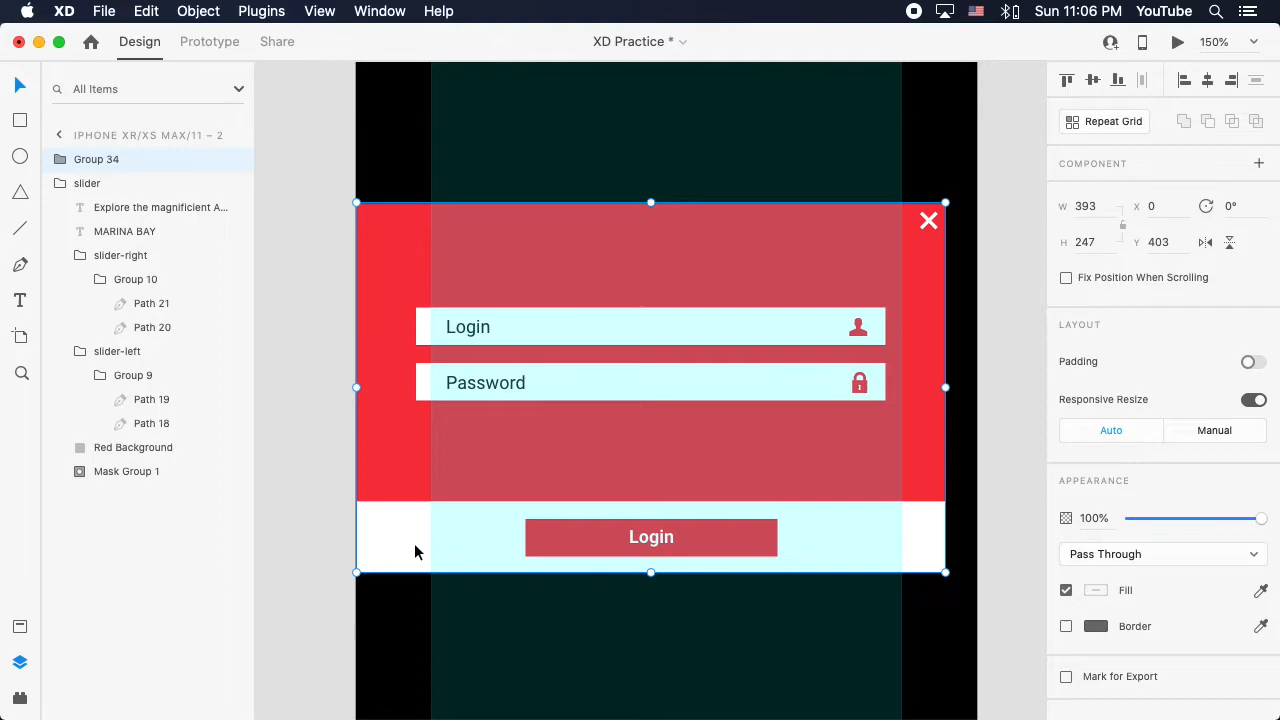 XD File Edit Object Plugins View Window Help Sun 11:06 PM YouTube
Design Prototype Share XD Practice * 150%
All Items
IPHONE XR/XS MAX/11 – 2
Group 34
slider
Explore the magnificient A...
MARINA BAY
slider-right
Group 10
Path 21
Path 20
slider-left
Group 9
Path 19
Path 18
Red Background
Mask Group 1
Login
Password
Login
Repeat Grid
COMPONENT
W 393 X 0 0°
H 247 Y 403
Fix Position When Scrolling
LAYOUT
Padding
Responsive Resize
Auto Manual
APPEARANCE
100%
Pass Through
Fill
Border
Mark for Export